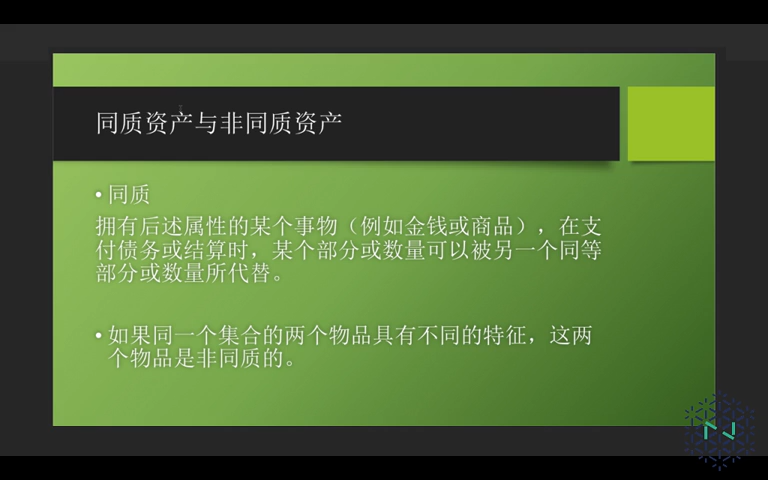 同质资产与非同质资产
• 同质
拥有后述属性的某个事物（例如金钱或商品），在支
付债务或结算时，某个部分或数量可以被另一个同等
部分或数量所代替。
• 如果同一个集合的两个物品具有不同的特征，这两
个物品是非同质的。